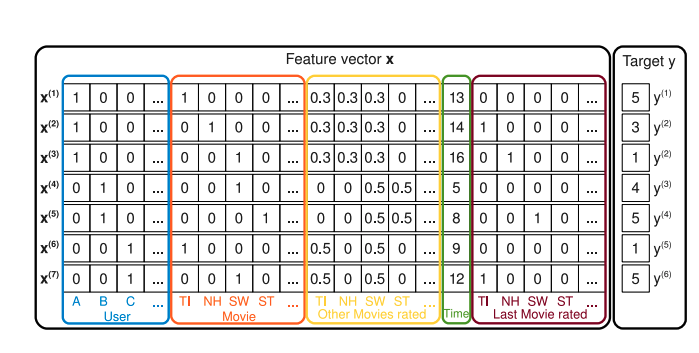 Feature vector x Target y
x(1) 1 0 0 ... 1 0 0 0 ... 0.3 0.3 0.3 0 ... 13 0 0 0 0 ... 5 y(1)
x(2) 1 0 0 ... 0 1 0 0 ... 0.3 0.3 0.3 0 ... 14 1 0 0 0 ... 3 y(2)
x(3) 1 0 0 ... 0 0 1 0 ... 0.3 0.3 0.3 0 ... 16 0 1 0 0 ... 1 y(2)
x(4) 0 1 0 ... 0 0 1 0 ... 0 0 0.5 0.5 ... 5 0 0 0 0 ... 4 y(3)
x(5) 0 1 0 ... 0 0 0 1 ... 0 0 0.5 0.5 ... 8 0 0 1 0 ... 5 y(4)
x(6) 0 0 1 ... 1 0 0 0 ... 0.5 0 0.5 0 ... 9 0 0 0 0 ... 1 y(5)
x(7) 0 0 1 ... 0 0 1 0 ... 0.5 0 0.5 0 ... 12 1 0 0 0 ... 5 y(6)
A B C ... TI NH SW ST ... TI NH SW ST ... Time TI NH SW ST ...
User Movie Other Movies rated Last Movie rated